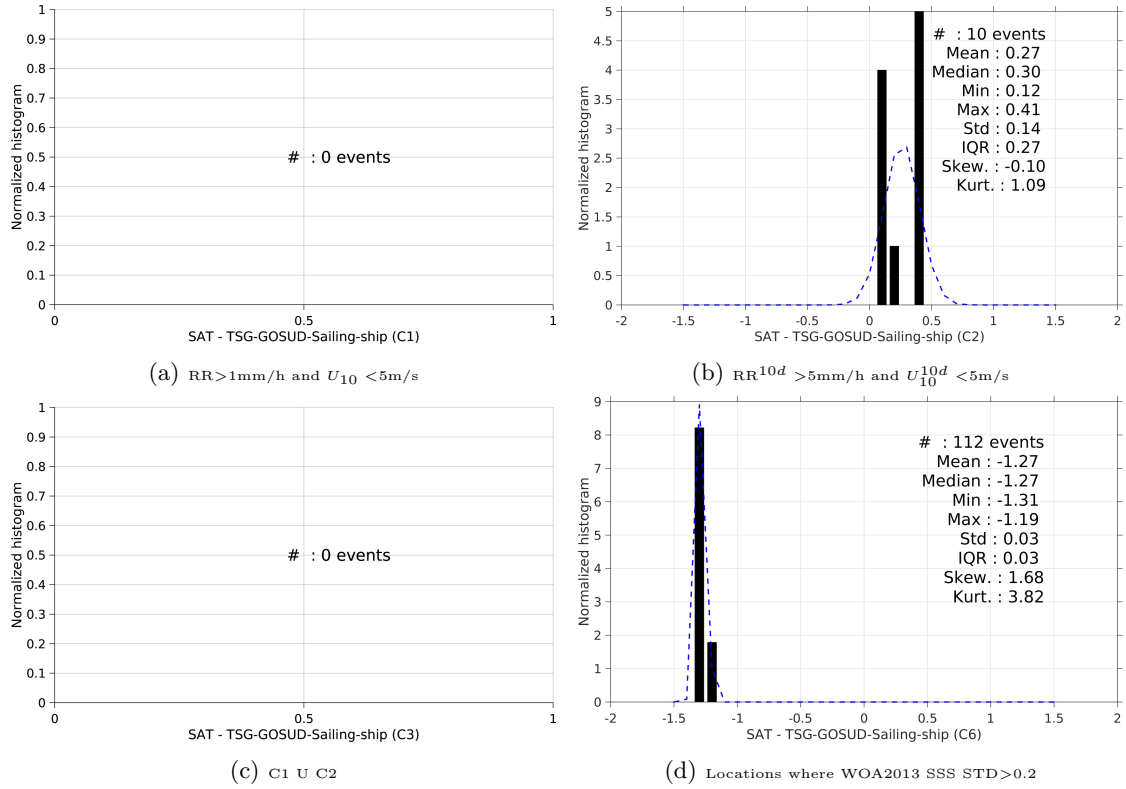 1
0.9
0.8
0.7
0.6
0.5
0.4
0.3
0.2
0.1
0
Normalized histogram
# : 0 events
0 0.5 1
SAT - TSG-GOSUD-Sailing-ship (C1)
(a) RR>1mm/h and U10 <5m/s
5
4.5
4
3.5
3
2.5
2
1.5
1
0.5
0
Normalized histogram
# : 10 events
Mean : 0.27
Median : 0.30
Min : 0.12
Max : 0.41
Std : 0.14
IQR : 0.27
Skew. : -0.10
Kurt. : 1.09
-2 -1.5 -1 -0.5 0 0.5 1 1.5 2
SAT - TSG-GOSUD-Sailing-ship (C2)
(b) RR^10d >5mm/h and U10^10d <5m/s
1
0.9
0.8
0.7
0.6
0.5
0.4
0.3
0.2
0.1
0
Normalized histogram
# : 0 events
0 0.5 1
SAT - TSG-GOSUD-Sailing-ship (C3)
(c) C1 U C2
9
8
7
6
5
4
3
2
1
0
Normalized histogram
# : 112 events
Mean : -1.27
Median : -1.27
Min : -1.31
Max : -1.19
Std : 0.03
IQR : 0.03
Skew. : 1.68
Kurt. : 3.82
-2 -1.5 -1 -0.5 0 0.5 1 1.5 2
SAT - TSG-GOSUD-Sailing-ship (C6)
(d) Locations where WOA2013 SSS STD>0.2